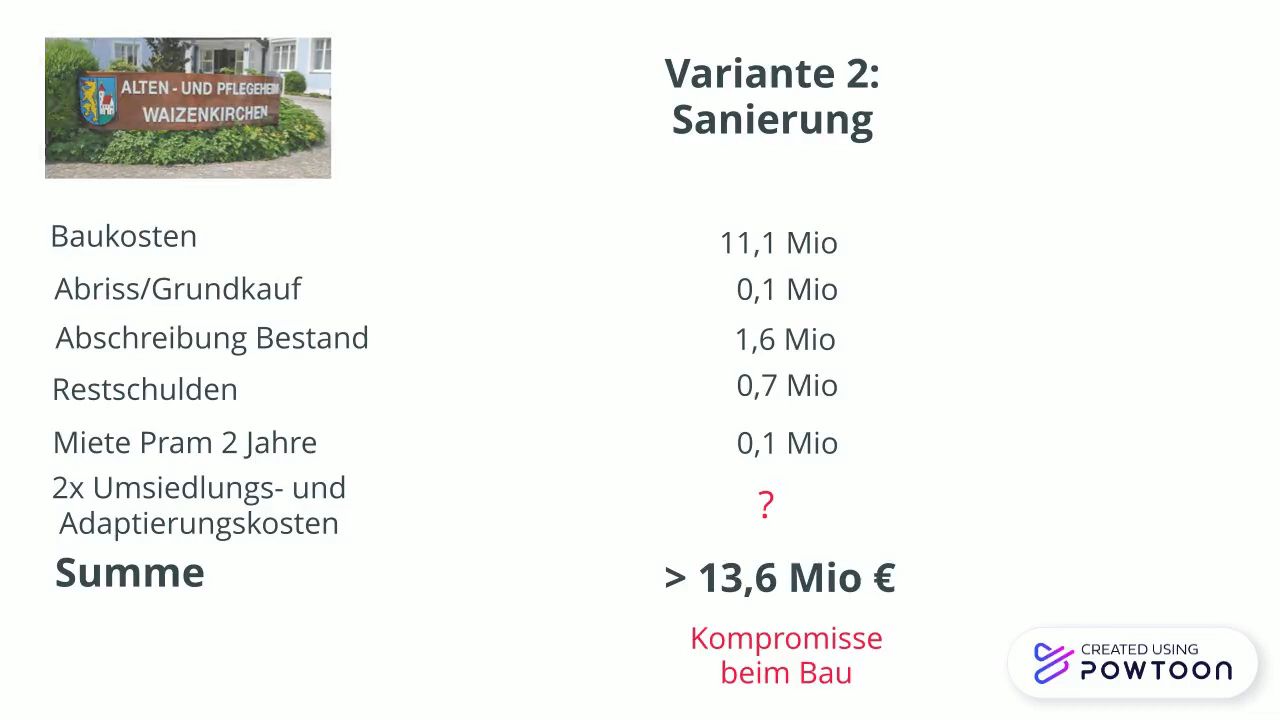 ALTEN - UND PFLEGEHEIM
WAIZENKIRCHEN
Variante 2:
Sanierung
Baukosten 11,1 Mio
Abriss/Grundkauf 0,1 Mio
Abschreibung Bestand 1,6 Mio
Restschulden 0,7 Mio
Miete Pram 2 Jahre 0,1 Mio
2x Umsiedlungs- und
Adaptierungskosten ?
Summe > 13,6 Mio €
Kompromisse
beim Bau
CREATED USING
POWTOON